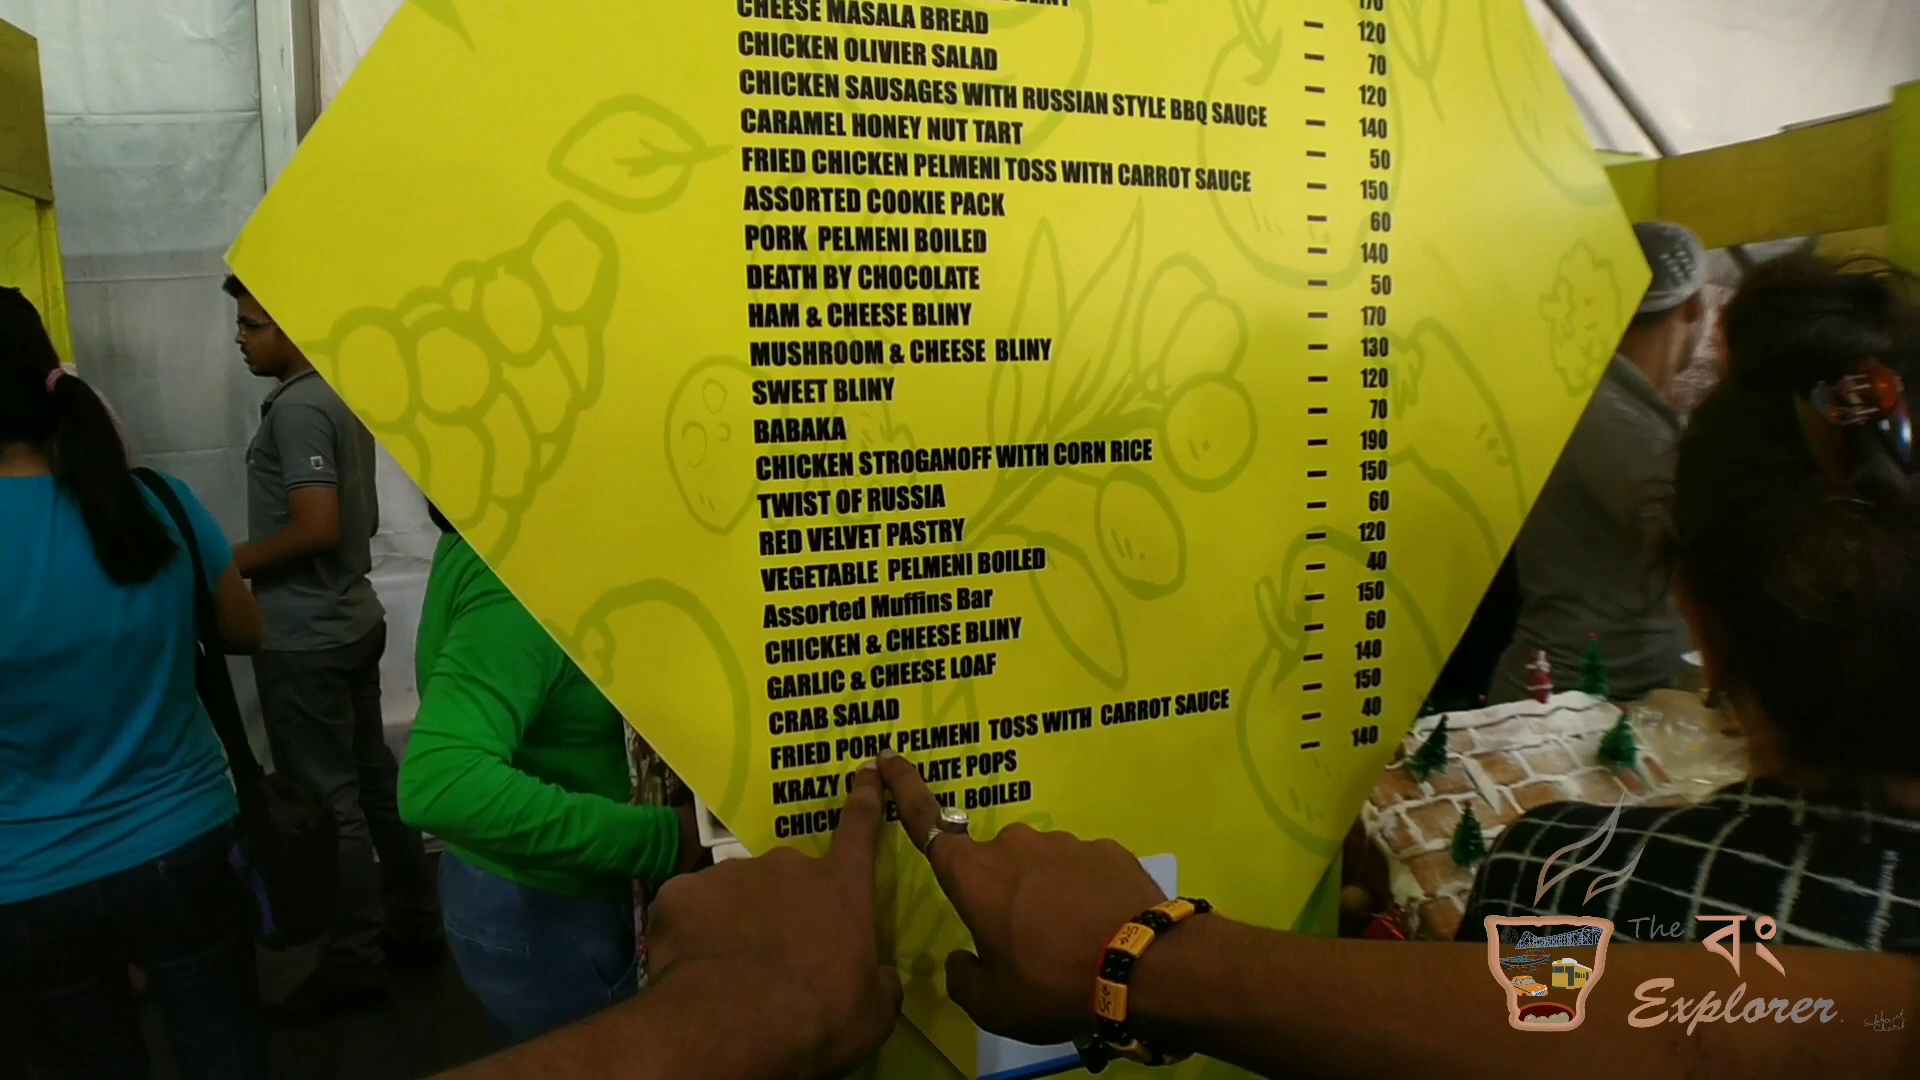 170
BLINY – 120
CHEESE MASALA BREAD – 70
CHICKEN OLIVIER SALAD – 120
CHICKEN SAUSAGES WITH RUSSIAN STYLE BBQ SAUCE – 140
CARAMEL HONEY NUT TART – 50
FRIED CHICKEN PELMENI TOSS WITH CARROT SAUCE – 150
ASSORTED COOKIE PACK – 60
PORK PELMENI BOILED – 140
DEATH BY CHOCOLATE – 50
HAM & CHEESE BLINY – 170
MUSHROOM & CHEESE BLINY – 130
SWEET BLINY – 120
BABAKA – 70
CHICKEN STROGANOFF WITH CORN RICE – 190
TWIST OF RUSSIA – 150
RED VELVET PASTRY – 60
VEGETABLE PELMENI BOILED – 120
Assorted Muffins Bar – 40
CHICKEN & CHEESE BLINY – 150
GARLIC & CHEESE LOAF – 60
CRAB SALAD – 140
FRIED PORK PELMENI TOSS WITH CARROT SAUCE – 150
KRAZY POPS – 40
BOILED – 140
The বং
Explorer